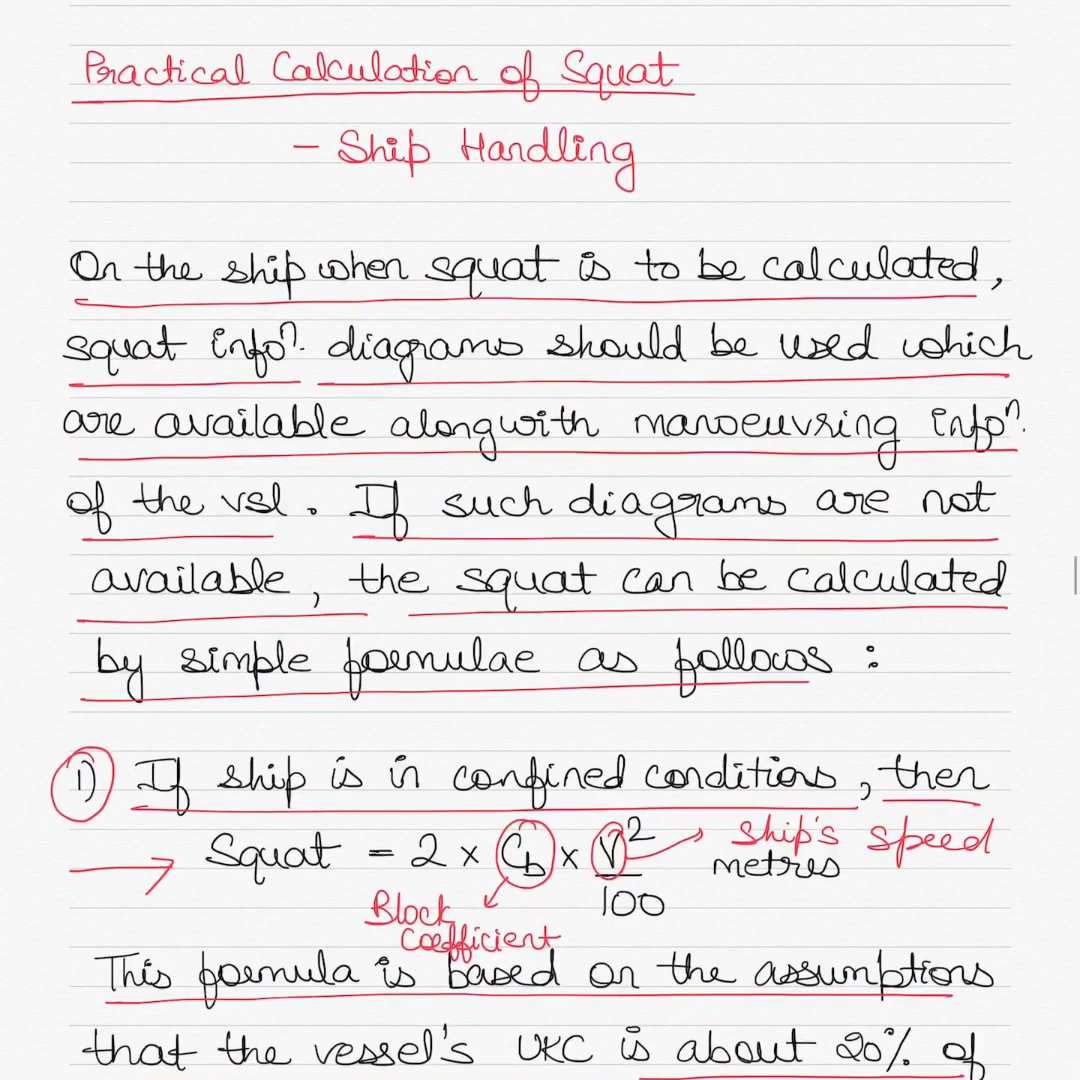 Practical Calculation of Squat
- Ship Handling
On the ship when squat is to be calculated,
squat infoⁿ. diagrams should be used which
are available alongwith manoeuvring infoⁿ.
of the vsl. If such diagrams are not
available, the squat can be calculated
by simple formulae as follows :
1) If ship is in confined conditions, then
Squat = 2 x Cb x V²/100 metres
ship's speed
Block
Coefficient
This formula is based on the assumptions
that the vessel's UKC is about 20% of